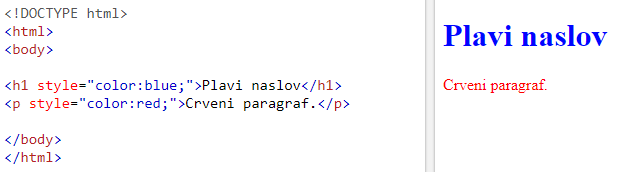 <!DOCTYPE html>
<html>
<body>
<h1 style="color:blue;">Plavi naslov</h1>
<p style="color:red;">Crveni paragraf.</p>
</body>
</html>
Plavi naslov
Crveni paragraf.